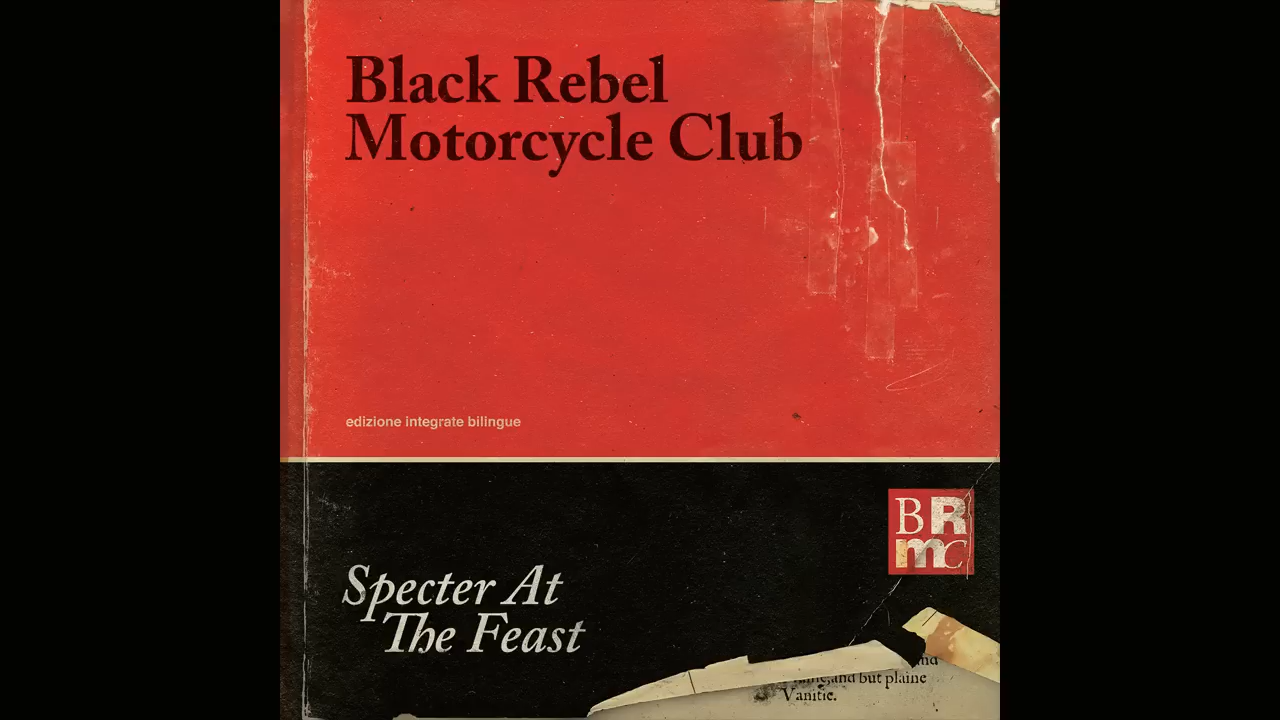 Black Rebel
Motorcycle Club
edizione integrate bilingue
BR
mC
Specter At
The Feast
and but plaine
Vanitie.